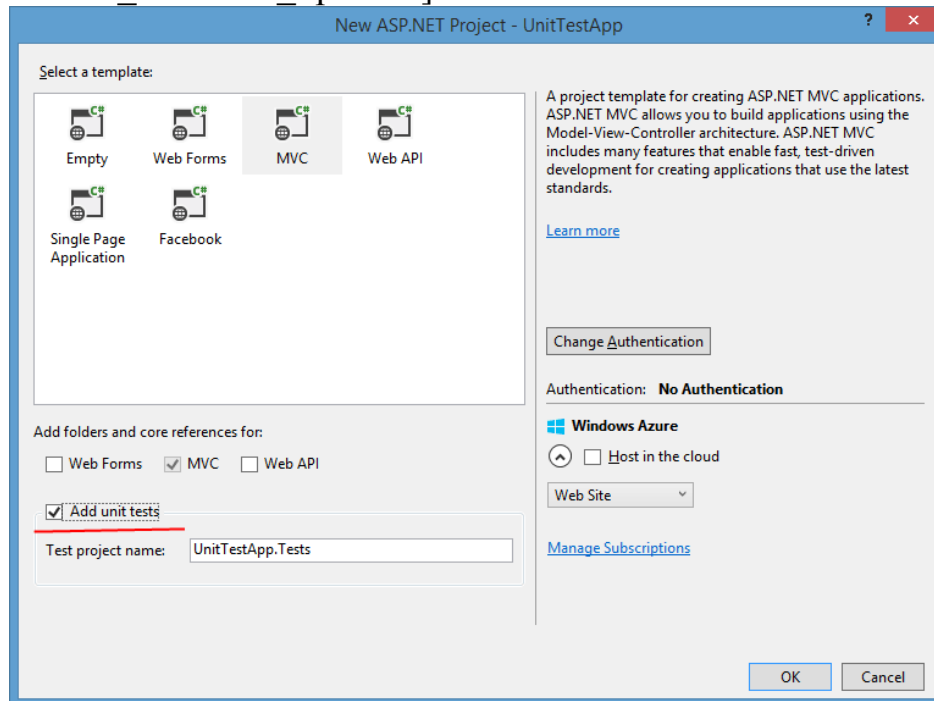 New ASP.NET Project - UnitTestApp
?
×
Select a template:
C#
C#
C#
C#
Empty
Web Forms
MVC
Web API
C#
C#
Single Page
Application
Facebook
A project template for creating ASP.NET MVC applications.
ASP.NET MVC allows you to build applications using the
Model-View-Controller architecture. ASP.NET MVC
includes many features that enable fast, test-driven
development for creating applications that use the latest
standards.
Learn more
Change Authentication
Authentication: No Authentication
Windows Azure
Host in the cloud
Web Site
Manage Subscriptions
Add folders and core references for:
Web Forms
MVC
Web API
Add unit tests
Test project name:
UnitTestApp.Tests
OK
Cancel